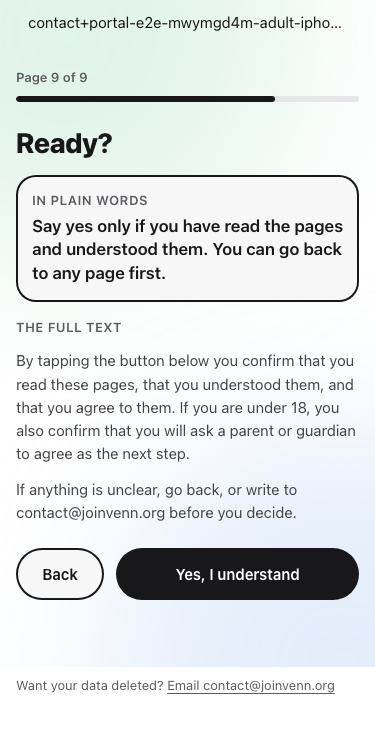 contact+portal-e2e-mwymgd4m-adult-ipho...
Page 9 of 9
Ready?
IN PLAIN WORDS
Say yes only if you have read the pages
and understood them. You can go back
to any page first.
THE FULL TEXT
By tapping the button below you confirm that you
read these pages, that you understood them, and
that you agree to them. If you are under 18, you
also confirm that you will ask a parent or guardian
to agree as the next step.
If anything is unclear, go back, or write to
contact@joinvenn.org before you decide.
Back
Yes, I understand
Want your data deleted? Email contact@joinvenn.org